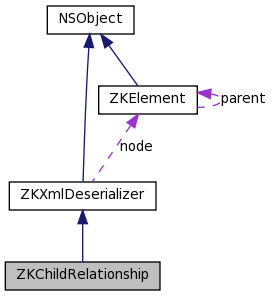 NSObject
ZKElement
parent
node
ZKXmlDeserializer
ZKChildRelationship